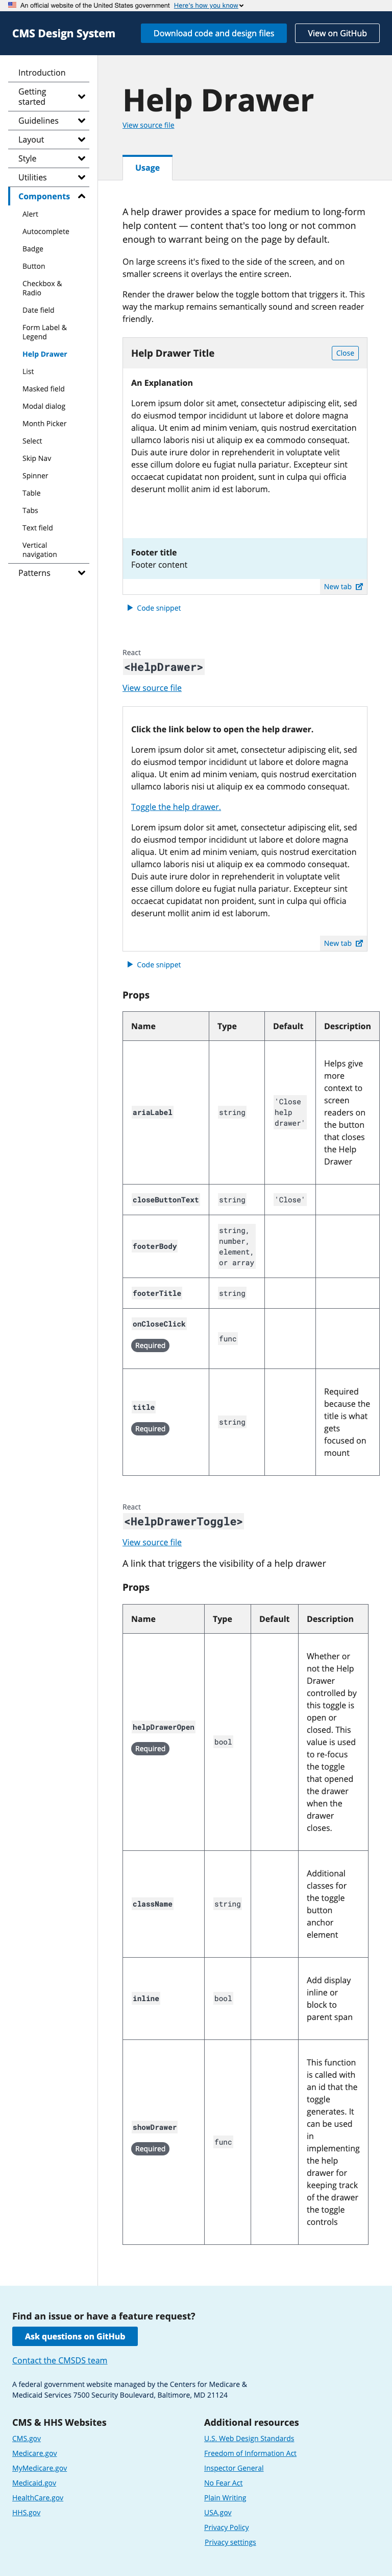 An official website of the United States government Here's how you know
CMS Design System
Download code and design files
View on GitHub
Introduction
Getting
started
Guidelines
Layout
Style
Utilities
Components
Alert
Autocomplete
Badge
Button
Checkbox &
Radio
Date field
Form Label &
Legend
Help Drawer
List
Masked field
Modal dialog
Month Picker
Select
Skip Nav
Spinner
Table
Tabs
Text field
Vertical
navigation
Patterns
Help Drawer
View source file
Usage
A help drawer provides a space for medium to long-form
help content — content that's too long or not common
enough to warrant being on the page by default.
On large screens it's fixed to the side of the screen, and on
smaller screens it overlays the entire screen.
Render the drawer below the toggle bottom that triggers it. This
way the markup remains semantically sound and screen reader
friendly.
Help Drawer Title
Close
An Explanation
Lorem ipsum dolor sit amet, consectetur adipiscing elit, sed
do eiusmod tempor incididunt ut labore et dolore magna
aliqua. Ut enim ad minim veniam, quis nostrud exercitation
ullamco laboris nisi ut aliquip ex ea commodo consequat.
Duis aute irure dolor in reprehenderit in voluptate velit
esse cillum dolore eu fugiat nulla pariatur. Excepteur sint
occaecat cupidatat non proident, sunt in culpa qui officia
deserunt mollit anim id est laborum.
Footer title
Footer content
New tab
Code snippet
React
<HelpDrawer>
View source file
Click the link below to open the help drawer.
Lorem ipsum dolor sit amet, consectetur adipiscing elit, sed
do eiusmod tempor incididunt ut labore et dolore magna
aliqua. Ut enim ad minim veniam, quis nostrud exercitation
ullamco laboris nisi ut aliquip ex ea commodo consequat.
Toggle the help drawer.
Lorem ipsum dolor sit amet, consectetur adipiscing elit, sed
do eiusmod tempor incididunt ut labore et dolore magna
aliqua. Ut enim ad minim veniam, quis nostrud exercitation
ullamco laboris nisi ut aliquip ex ea commodo consequat.
Duis aute irure dolor in reprehenderit in voluptate velit
esse cillum dolore eu fugiat nulla pariatur. Excepteur sint
occaecat cupidatat non proident, sunt in culpa qui officia
deserunt mollit anim id est laborum.
New tab
Code snippet
Props
Name Type Default Description
ariaLabel
string
'Close
help
drawer'
Helps give
more
context to
screen
readers on
the button
that closes
the Help
Drawer
closeButtonText string 'Close'
footerBody
string,
number,
element,
or array
footerTitle string
onCloseClick
Required
func
title
Required
string
Required
because the
title is what
gets
focused on
mount
React
<HelpDrawerToggle>
View source file
A link that triggers the visibility of a help drawer
Props
Name Type Default Description
helpDrawerOpen
Required
bool
Whether or
not the Help
Drawer
controlled by
this toggle is
open or
closed. This
value is used
to re-focus
the toggle
that opened
the drawer
when the
drawer
closes.
className
string
Additional
classes for
the toggle
button
anchor
element
inline
bool
Add display
inline or
block to
parent span
showDrawer
Required
func
This function
is called with
an id that the
toggle
generates. It
can be used
in
implementing
the help
drawer for
keeping track
of the drawer
the toggle
controls
Find an issue or have a feature request?
Ask questions on GitHub
Contact the CMSDS team
A federal government website managed by the Centers for Medicare &
Medicaid Services 7500 Security Boulevard, Baltimore, MD 21124
CMS & HHS Websites
CMS.gov
Medicare.gov
MyMedicare.gov
Medicaid.gov
HealthCare.gov
HHS.gov
Additional resources
U.S. Web Design Standards
Freedom of Information Act
Inspector General
No Fear Act
Plain Writing
USA.gov
Privacy Policy
Privacy settings